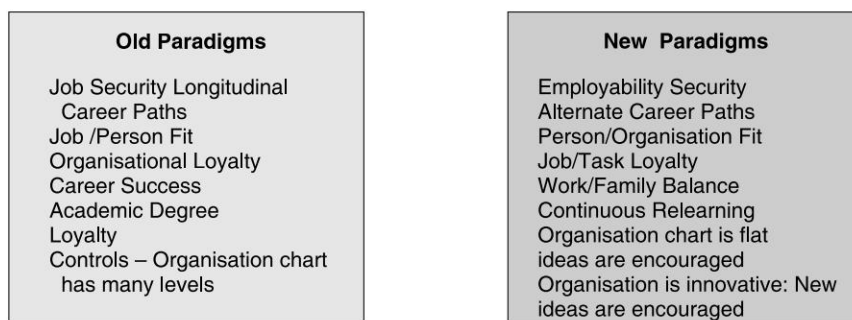 Old Paradigms
Job Security Longitudinal
Career Paths
Job /Person Fit
Organisational Loyalty
Career Success
Academic Degree
Loyalty
Controls – Organisation chart
has many levels
New Paradigms
Employability Security
Alternate Career Paths
Person/Organisation Fit
Job/Task Loyalty
Work/Family Balance
Continuous Relearning
Organisation chart is flat
ideas are encouraged
Organisation is innovative: New
ideas are encouraged